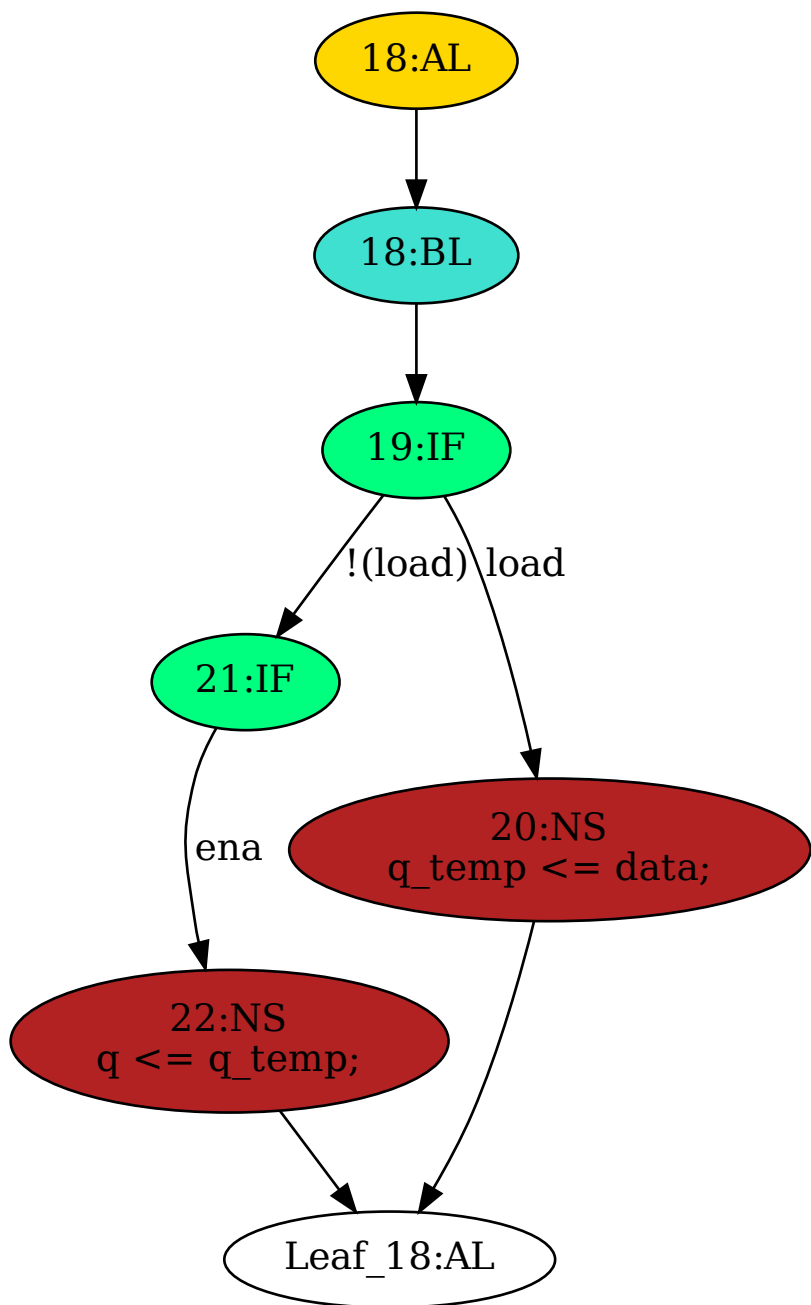 18:AL
18:BL
19:IF
!(load)
load
21:IF
20:NS
q_temp <= data;
ena
22:NS
q <= q_temp;
Leaf_18:AL